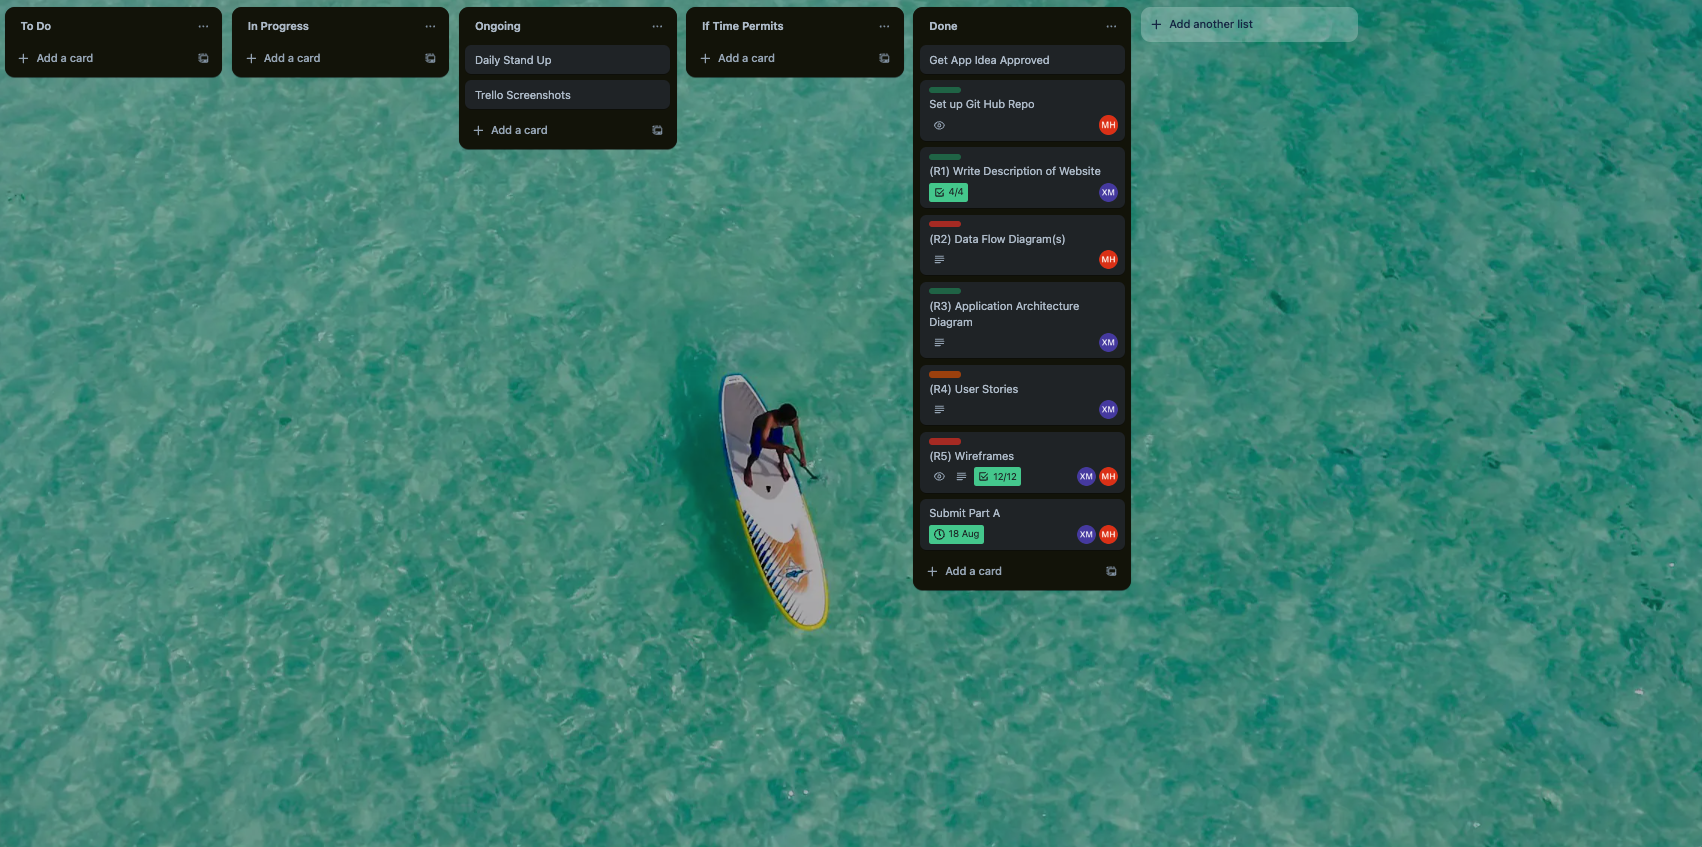 To Do
Add a card
In Progress
Add a card
Ongoing
Daily Stand Up
Trello Screenshots
Add a card
If Time Permits
Add a card
Done
Get App Idea Approved
Set up Git Hub Repo
MH
(R1) Write Description of Website
4/4
XM
(R2) Data Flow Diagram(s)
MH
(R3) Application Architecture
Diagram
XM
(R4) User Stories
XM
(R5) Wireframes
12/12
XM MH
Submit Part A
18 Aug
XM MH
Add a card
Add another list